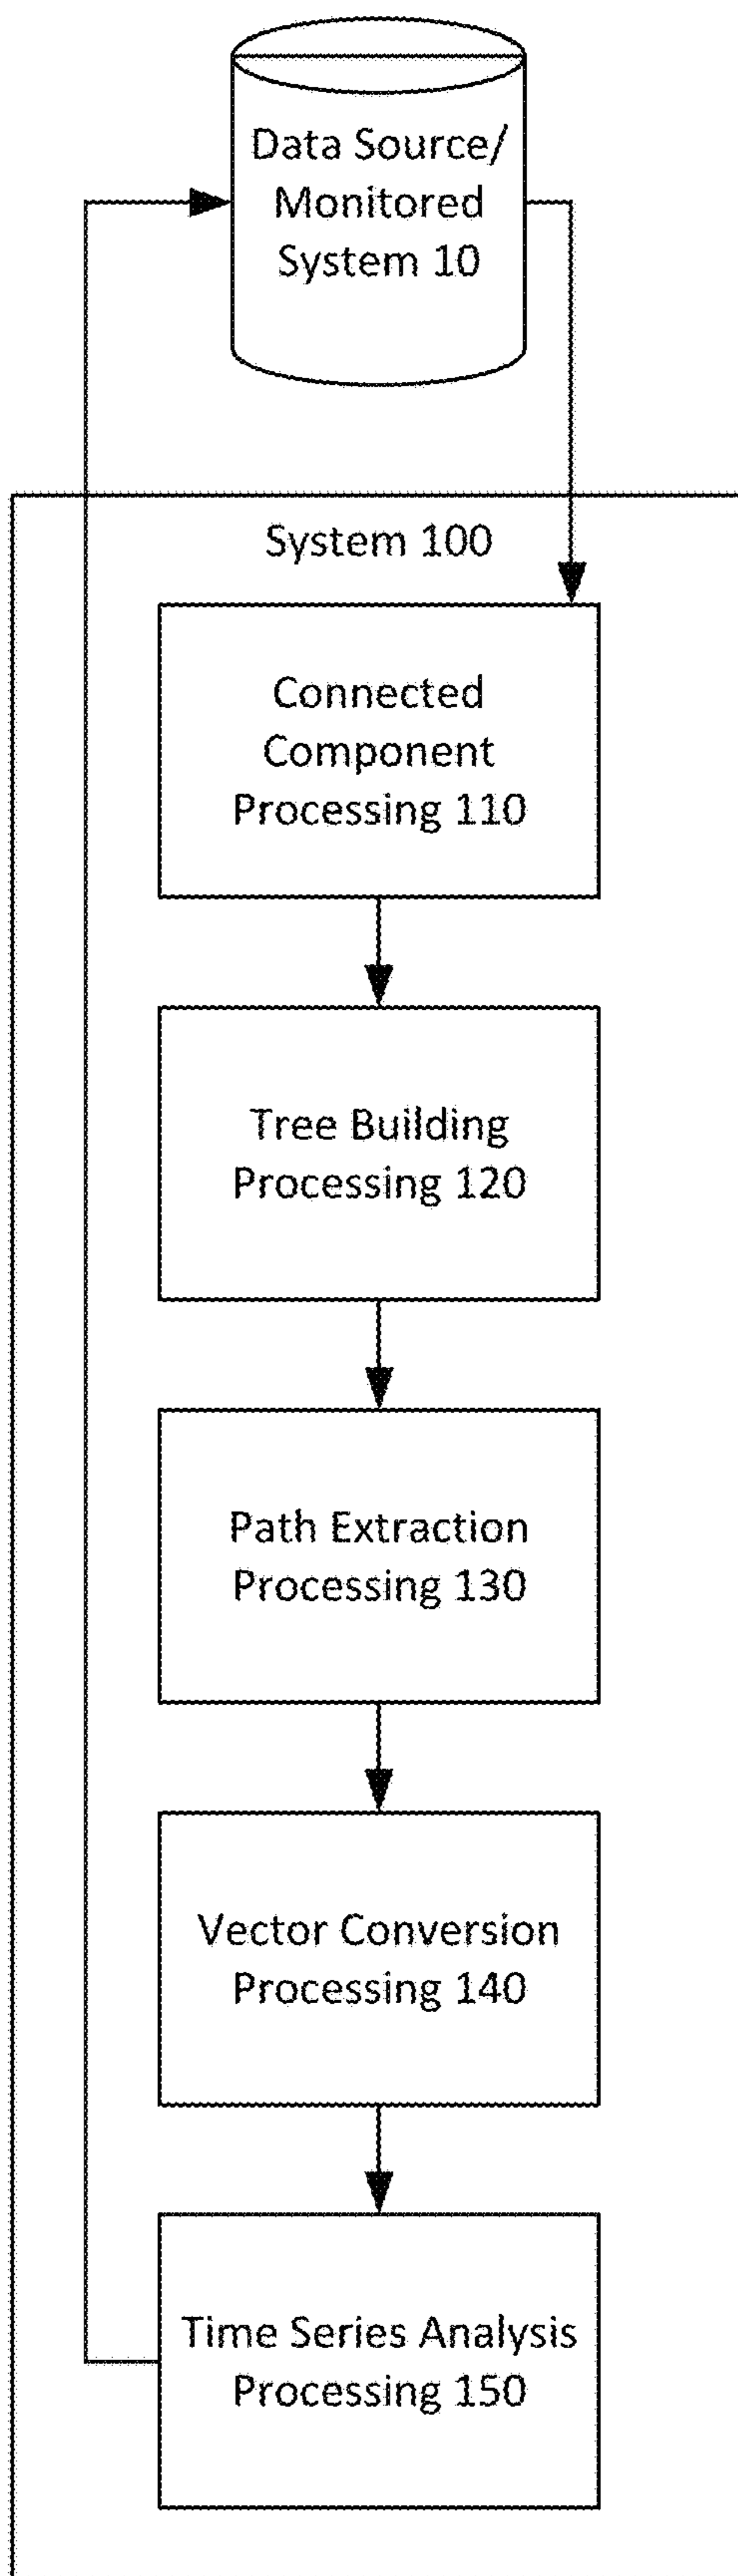 Data Source/
Monitored
System 10
System 100
Connected
Component
Processing 110
Tree Building
Processing 120
Path Extraction
Processing 130
Vector Conversion
Processing 140
Time Series Analysis
Processing 150